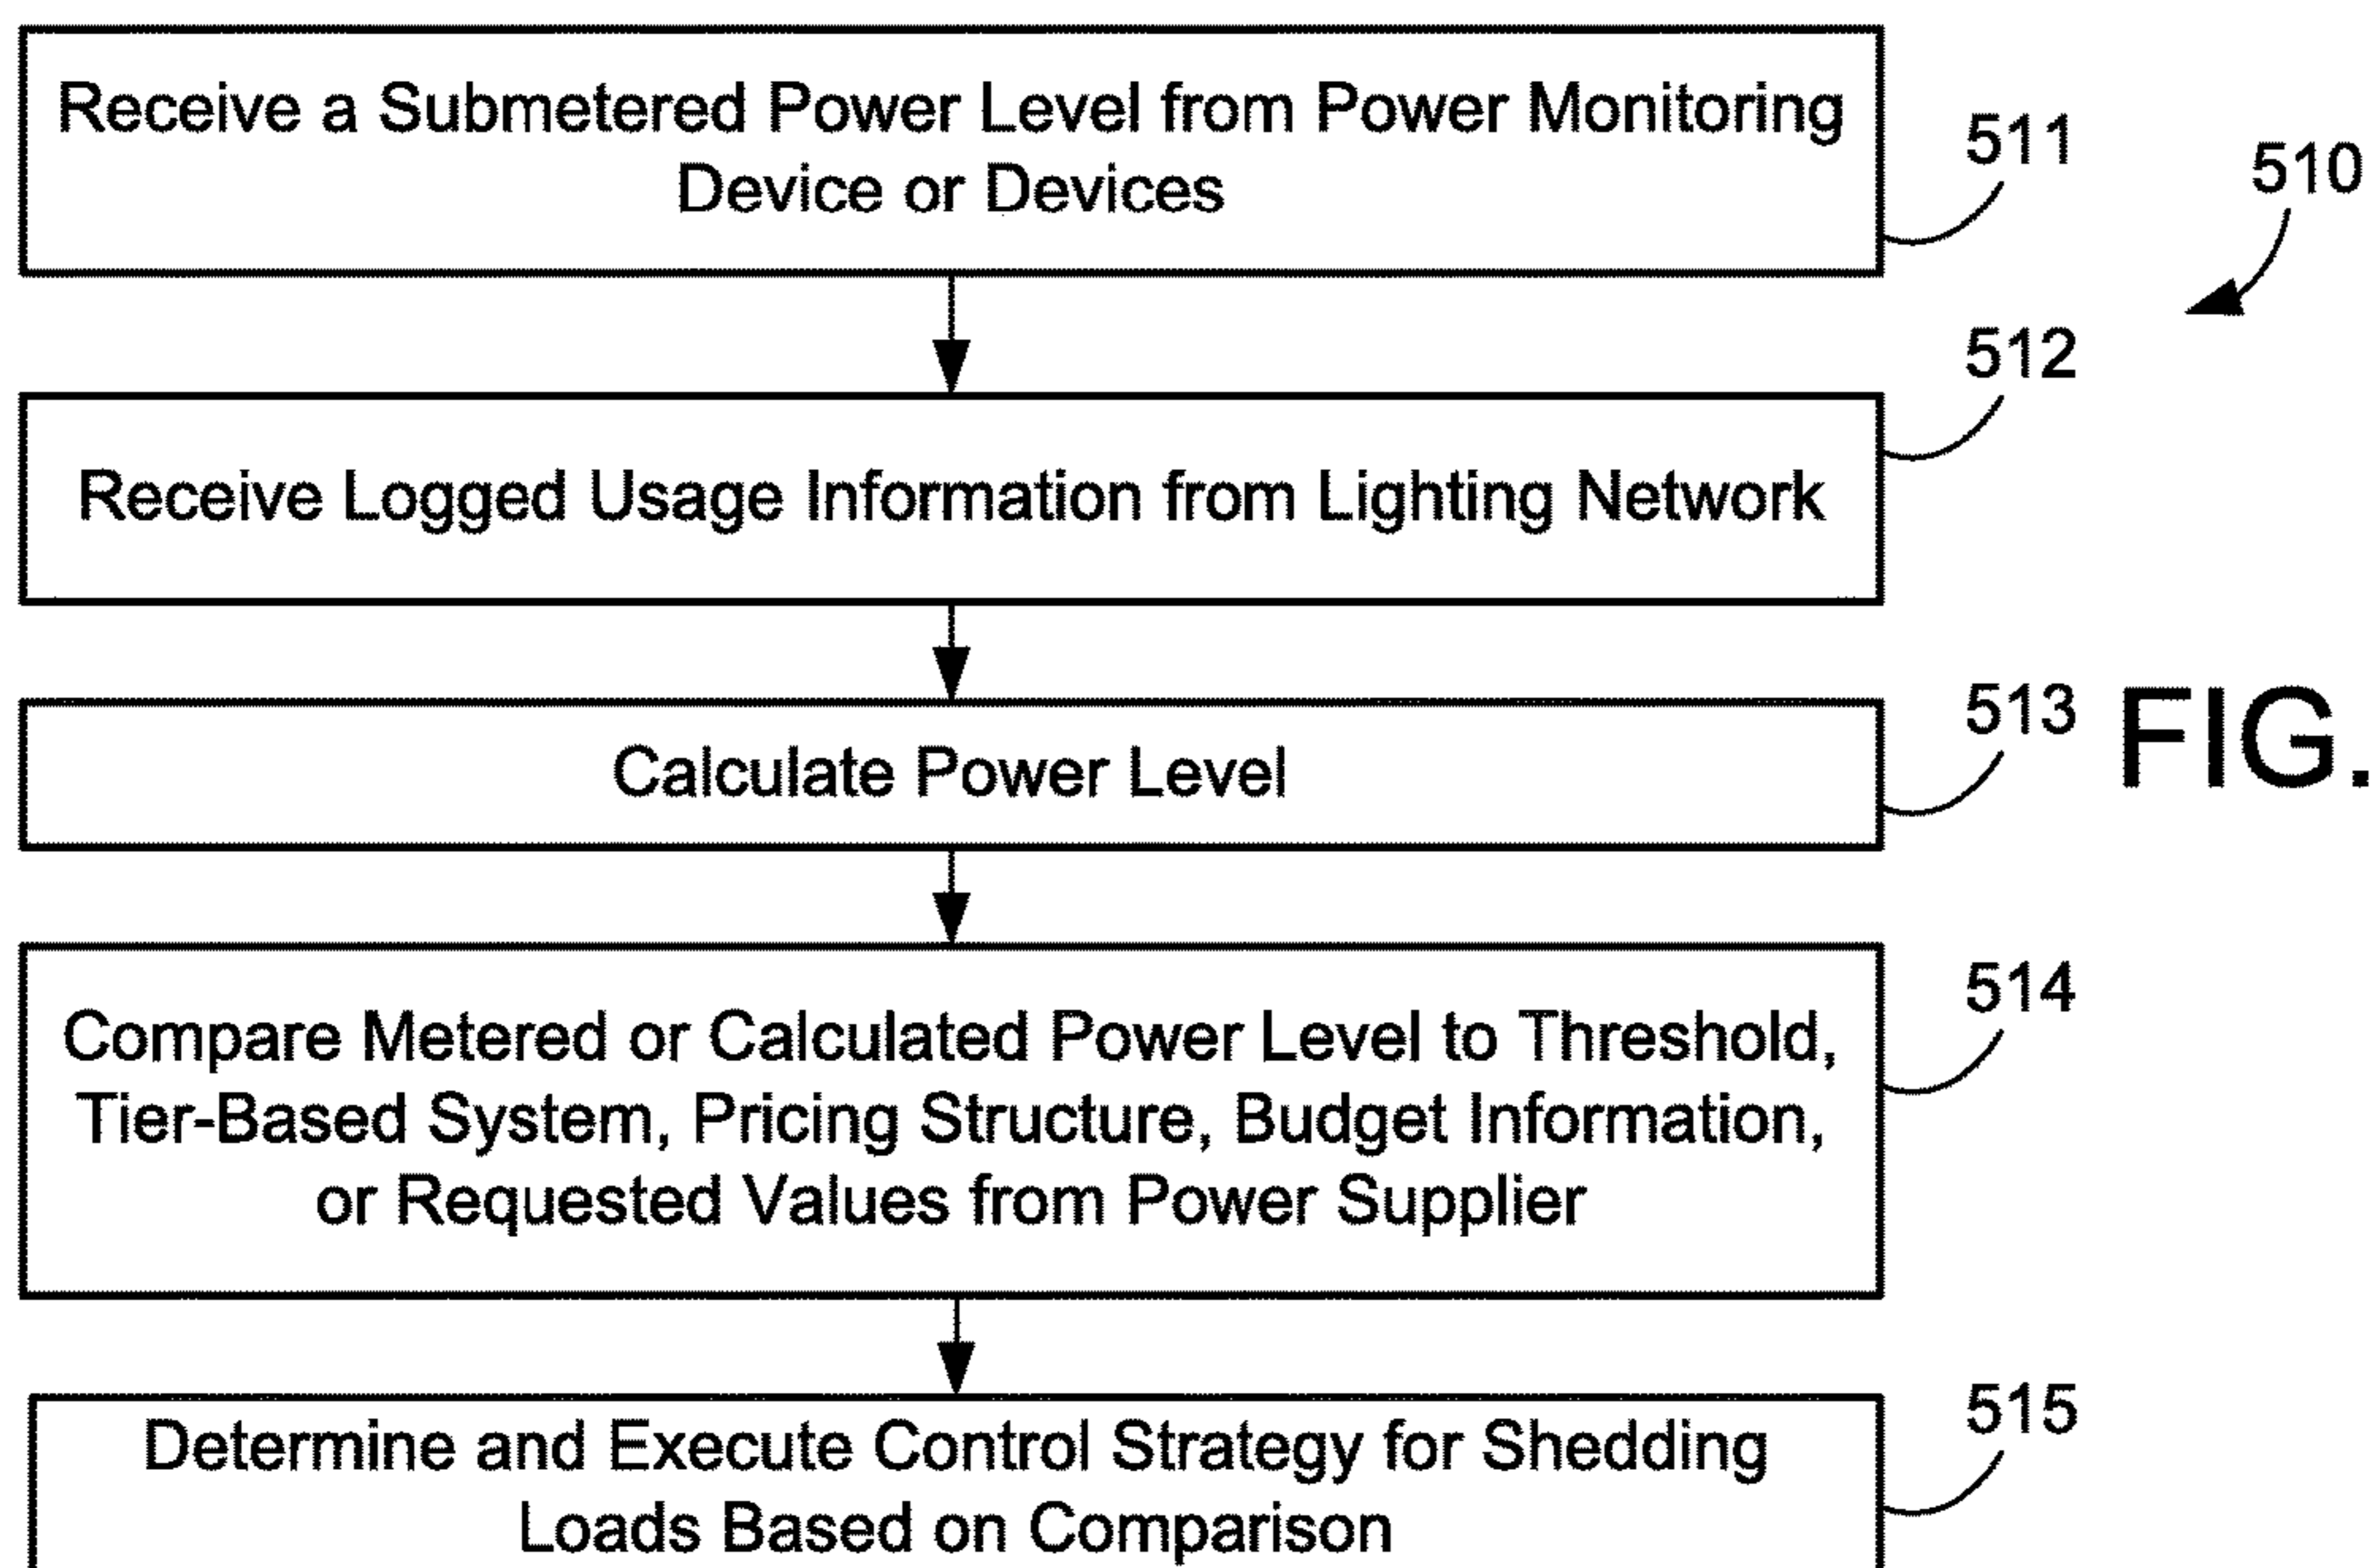 Receive a Submetered Power Level from Power Monitoring
Device or Devices
511
510
512
Receive Logged Usage Information from Lighting Network
513
FIG.
Calculate Power Level
514
Compare Metered or Calculated Power Level to Threshold,
Tier-Based System, Pricing Structure, Budget Information,
or Requested Values from Power Supplier
515
Determine and Execute Control Strategy for Shedding
Loads Based on Comparison